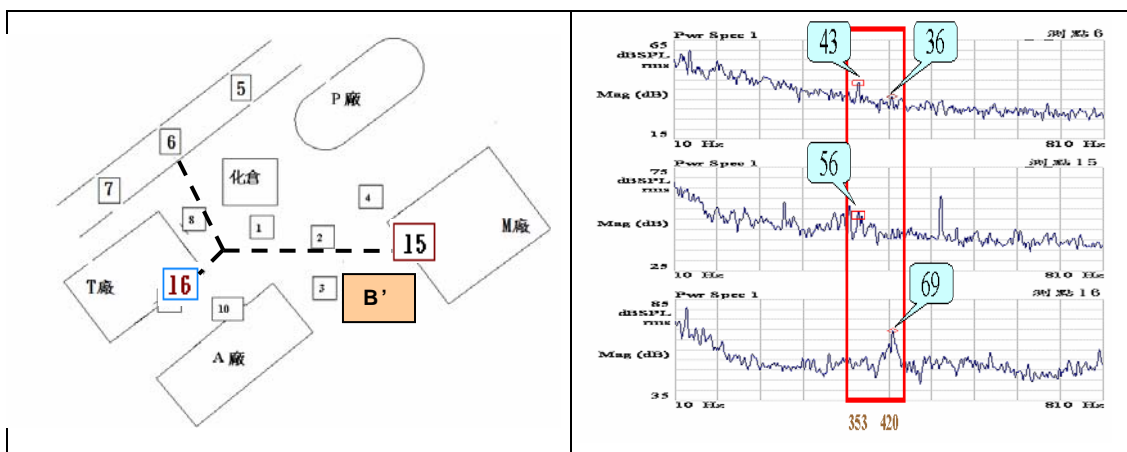 5
P 廠
6
化倉
7
4
8
1
M廠
2
15
T廠
16
3
B’
10
A 廠
43
36
Pwr Spec 1
測 點 6
65
dBSPL
rms
Mag (dB)
15
10 Hz
810 Hz
56
Pwr Spec 1
測 點 15
75
dBSPL
rms
Mag (dB)
25
10 Hz
810 Hz
69
Pwr Spec 1
測 點 16
85
dBSPL
rms
Mag (dB)
35
10 Hz
810 Hz
353 420